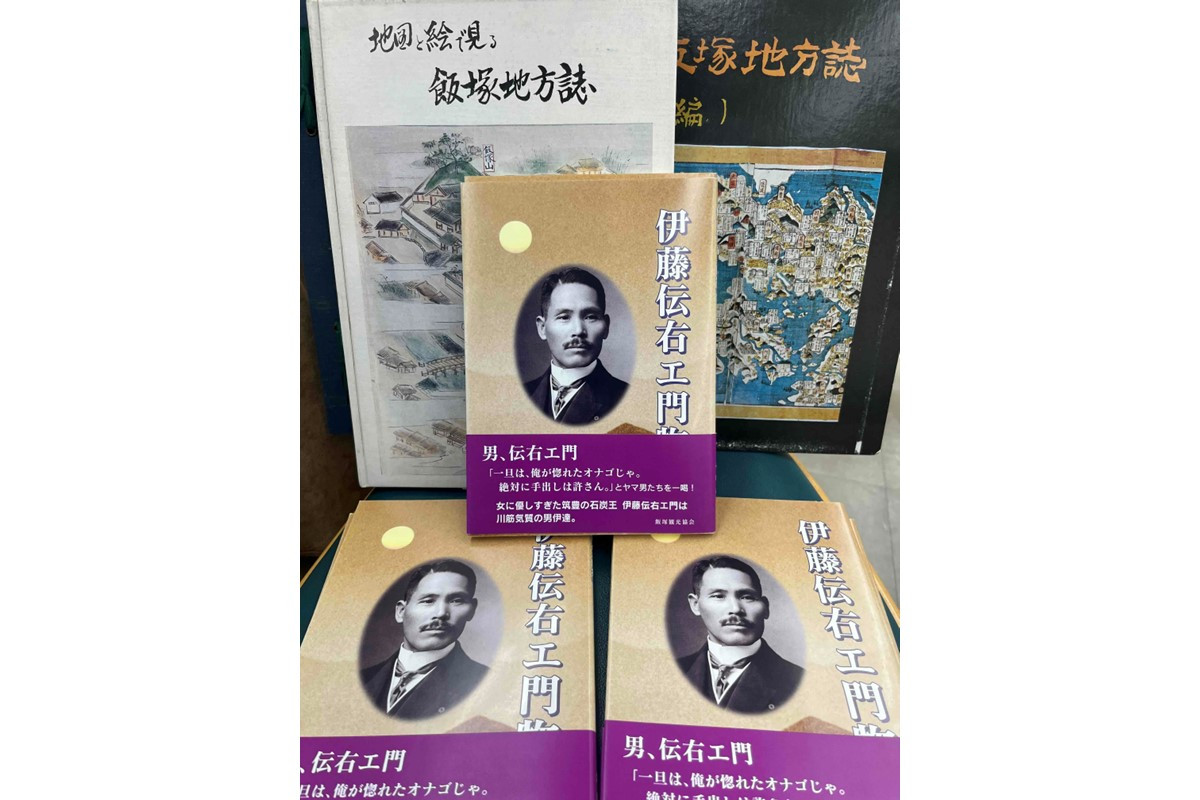 地図と絵で見る
飯塚地方誌
塚地方誌
編)
伊藤伝右エ門
男、伝右エ門
「一旦は、俺が惚れたオナゴじゃ。
絶対に手出しは許さん。」とヤマ男たちを一喝!
女に優しすぎた筑豊の石炭王 伊藤伝右エ門は
川筋気質の男伊達。
飯塚観光協会
藤伝右エ門
、伝右エ門
旦は、俺が惚れたオナゴじゃ。
伊藤伝右エ門
男、伝右エ門
「一旦は、俺が惚れたオナゴじゃ。